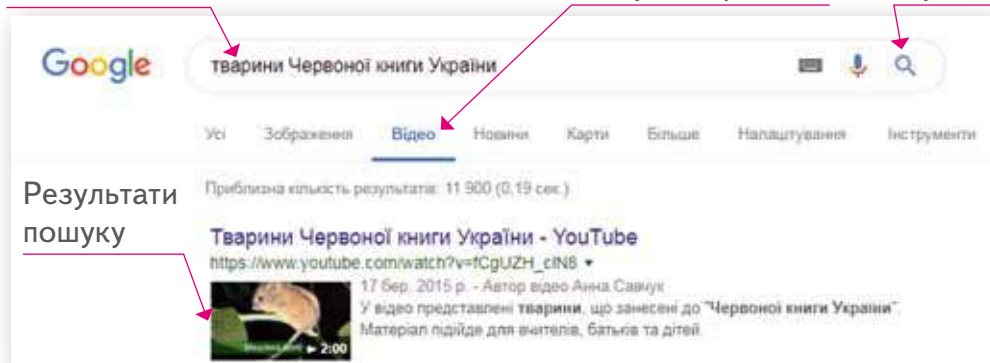 Google
тварини Червоної книги України
Усі Зображення Відео Новини Карти Більше Налаштування Інструменти
Результати
пошуку
Приблизна кількість результатів: 11 900 (0,19 сек.)
Тварини Червоної книги України - YouTube
https://www.youtube.com/watch?v=fCgUZH_cIN8
17 бер. 2015 р. - Автор відео Анна Савчук
У відео представлені тварини, що занесені до "Червоної книги України".
Матеріал підійде для вчителів, батьків та дітей.
2:00